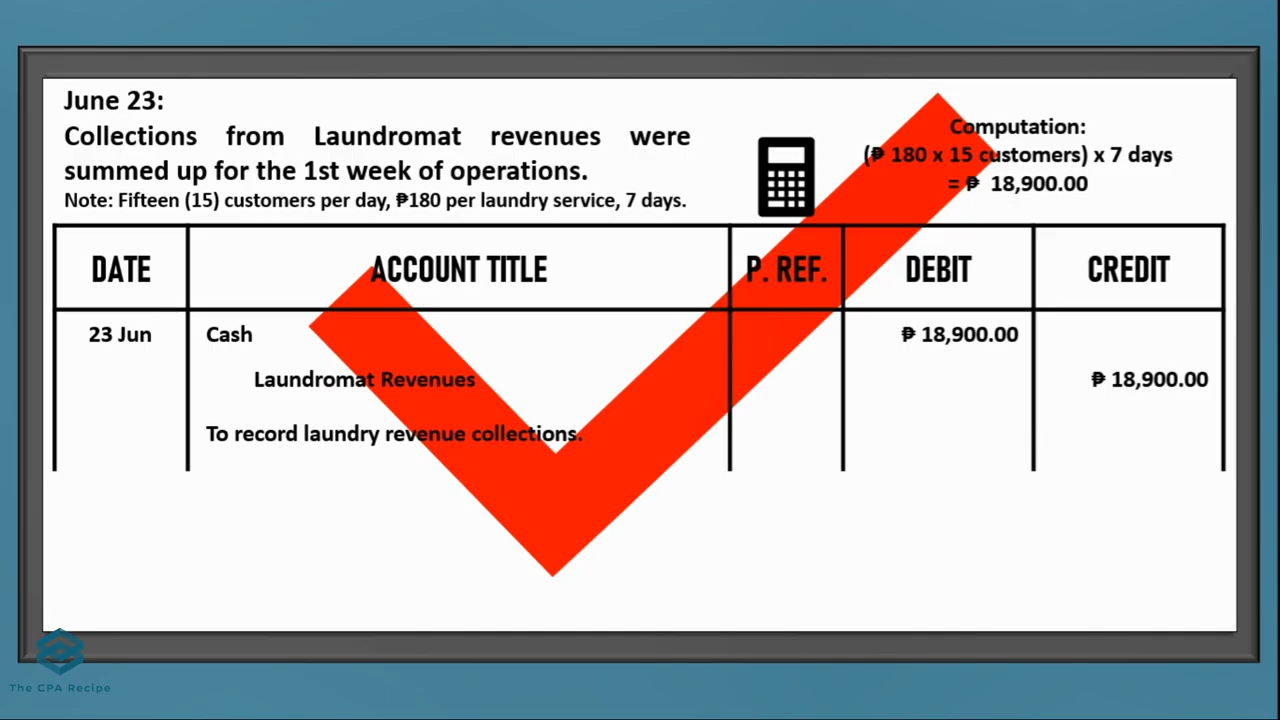 June 23:
Collections from Laundromat revenues were
summed up for the 1st week of operations.
Note: Fifteen (15) customers per day, ₱180 per laundry service, 7 days.
Computation:
(₱ 180 x 15 customers) x 7 days
= ₱ 18,900.00
DATE ACCOUNT TITLE P. REF. DEBIT CREDIT
23 Jun Cash ₱ 18,900.00
Laundromat Revenues ₱ 18,900.00
To record laundry revenue collections.
The CPA Recipe